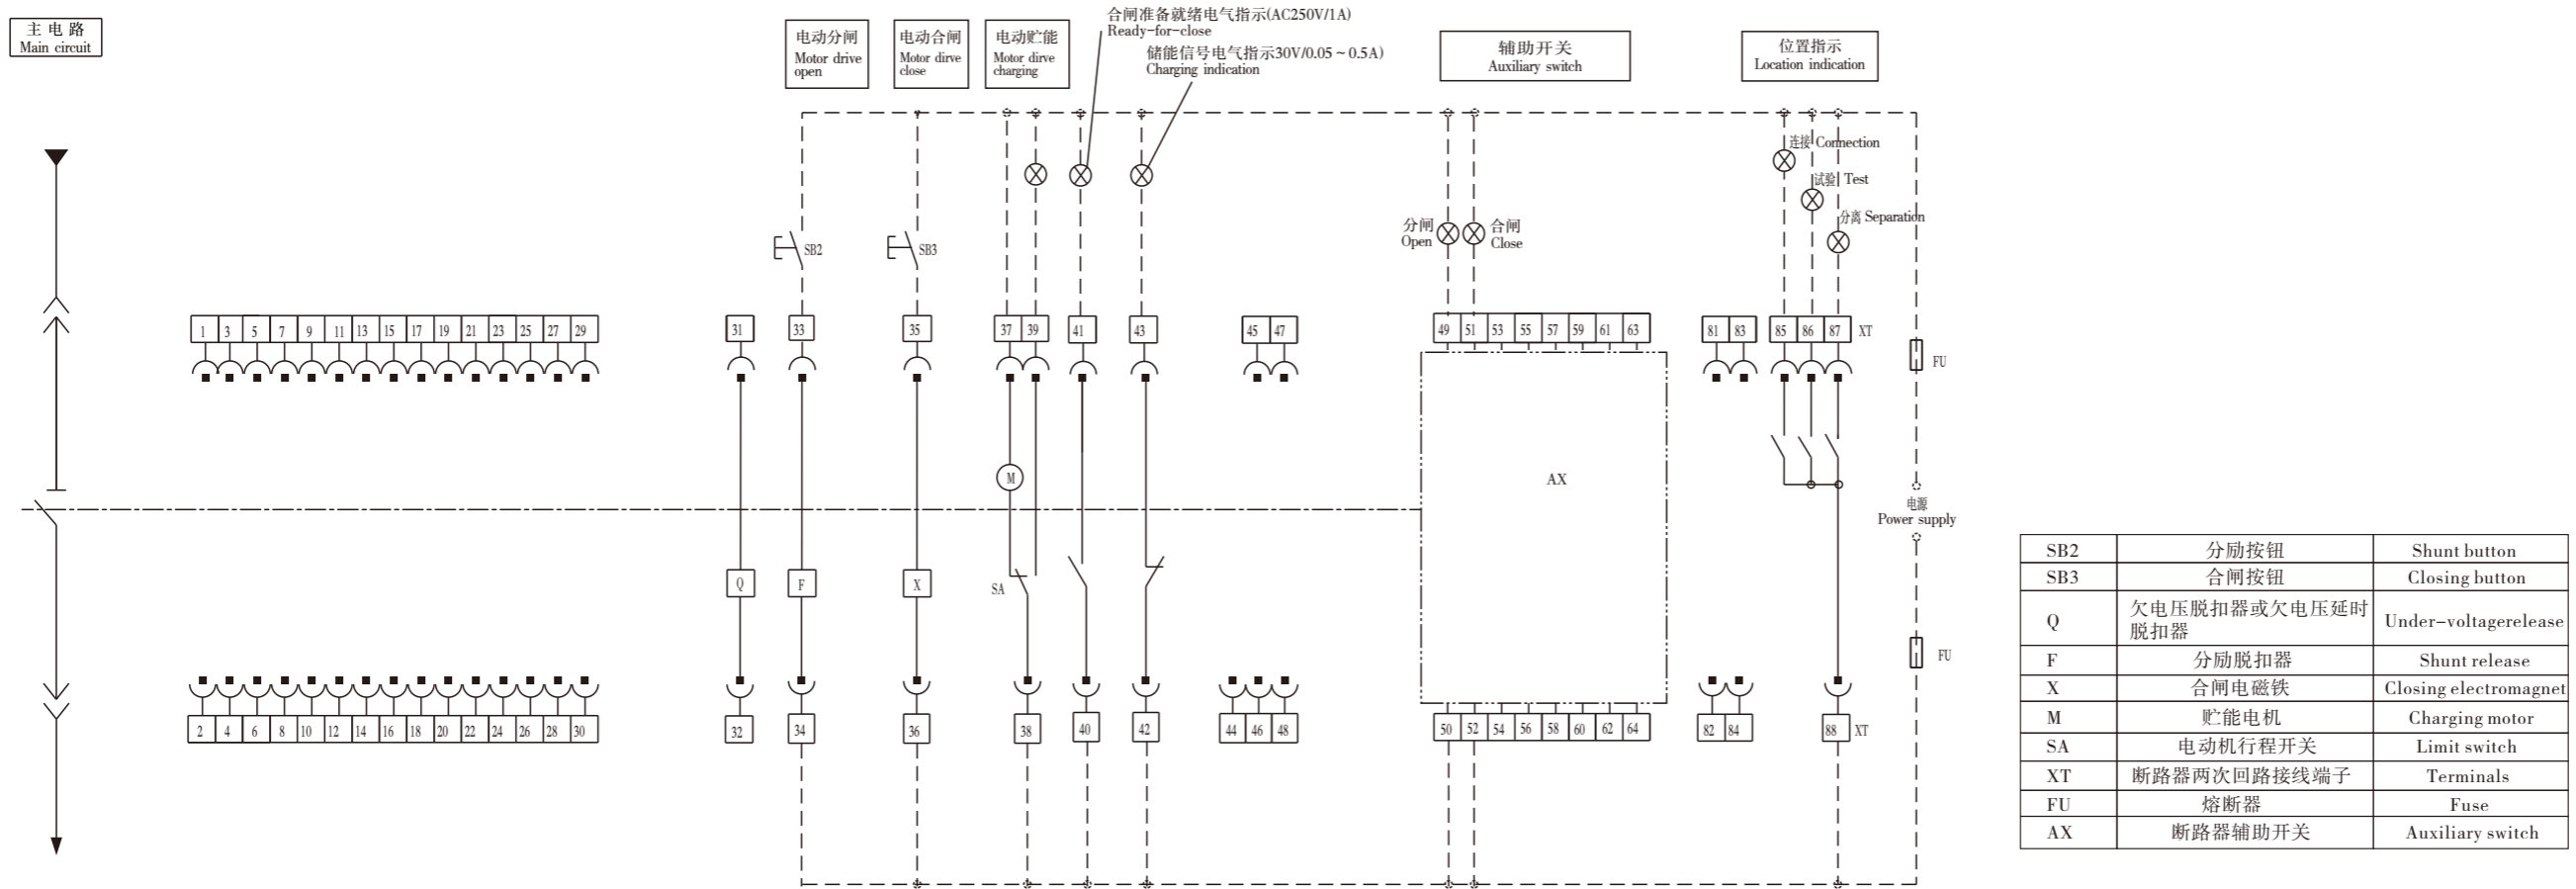 主电路
Main circuit
电动分闸
Motor drive
open
电动合闸
Motor dirve
close
电动贮能
Motor dirve
charging
合闸准备就绪电气指示(AC250V/1A)
Ready-for-close
储能信号电气指示30V/0.05~0.5A)
Charging indication
辅助开关
Auxiliary switch
位置指示
Location indication
连接 Connection
试验 Test
分离 Separation
分闸
Open
合闸
Close
SB2
SB3
1 3 5 7 9 11 13 15 17 19 21 23 25 27 29
31
33
35
37 39
41
43
45 47
49 51 53 55 57 59 61 63
81 83
85 86 87 XT
FU
M
AX
电源
Power supply
Q
F
X
SA
FU
2 4 6 8 10 12 14 16 18 20 22 24 26 28 30
32
34
36
38
40
42
44 46 48
50 52 54 56 58 60 62 64
82 84
88 XT
SB2 分励按钮 Shunt button
SB3 合闸按钮 Closing button
Q 欠电压脱扣器或欠电压延时
脱扣器 Under-voltagerelease
F 分励脱扣器 Shunt release
X 合闸电磁铁 Closing electromagnet
M 贮能电机 Charging motor
SA 电动机行程开关 Limit switch
XT 断路器两次回路接线端子 Terminals
FU 熔断器 Fuse
AX 断路器辅助开关 Auxiliary switch